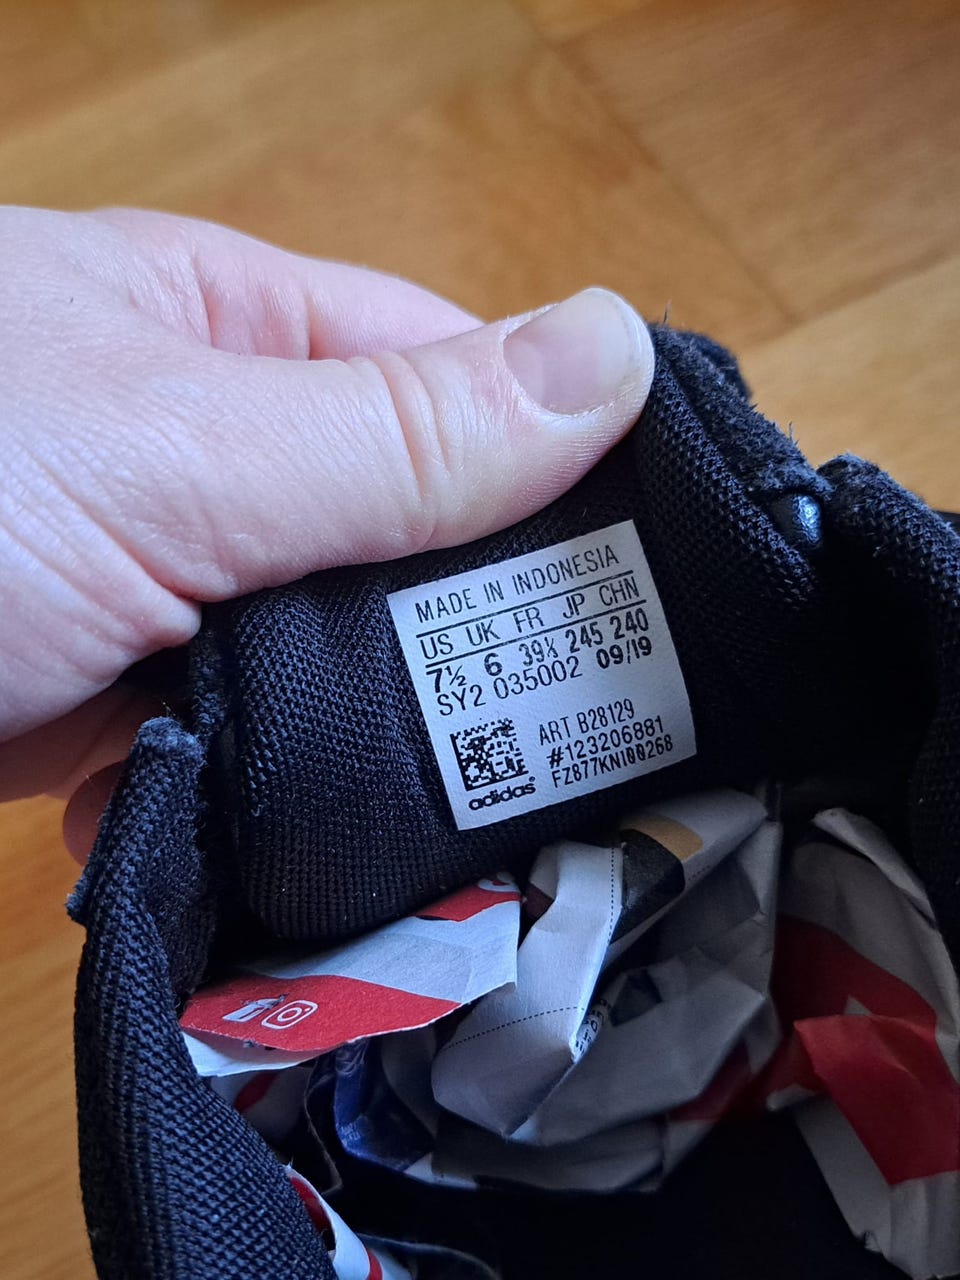 MADE IN INDONESIA
US UK FR JP CHN
7½ 6 39⅓ 245 240
SY2 035002 09/19
ART B28129
#123206881
FZ877KN100268
adidas